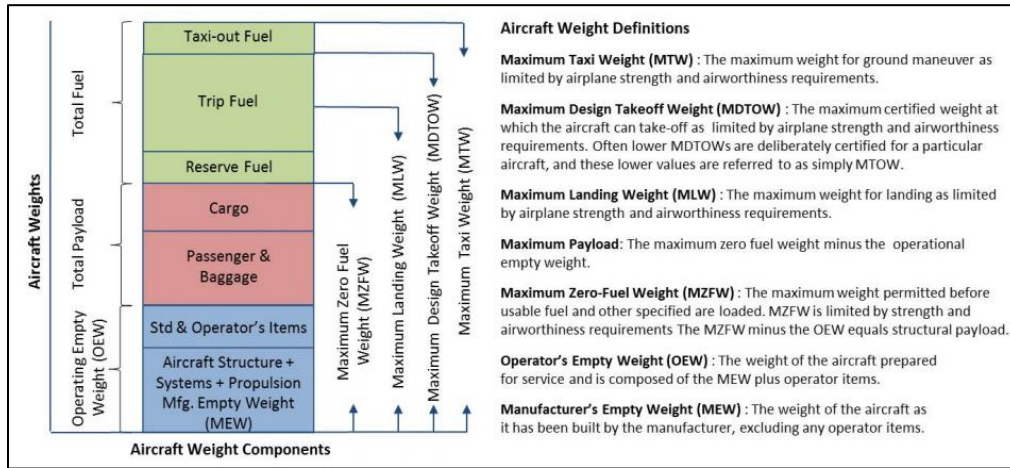 Aircraft Weights
Total Fuel
Total Payload
Operating Empty
Weight (OEW)
Taxi-out Fuel
Trip Fuel
Reserve Fuel
Cargo
Passenger &
Baggage
Std & Operator's Items
Aircraft Structure +
Systems + Propulsion
Mfg. Empty Weight
(MEW)
Aircraft Weight Components
Maximum Zero Fuel
Weight (MZFW)
Maximum Landing Weight (MLW)
Maximum Design Takeoff Weight (MDTOW)
Maximum Taxi Weight (MTW)
Aircraft Weight Definitions
Maximum Taxi Weight (MTW) : The maximum weight for ground maneuver as
limited by airplane strength and airworthiness requirements.
Maximum Design Takeoff Weight (MDTOW) : The maximum certified weight at
which the aircraft can take-off as limited by airplane strength and airworthiness
requirements. Often lower MDTOWs are deliberately certified for a particular
aircraft, and these lower values are referred to as simply MTOW.
Maximum Landing Weight (MLW) : The maximum weight for landing as limited
by airplane strength and airworthiness requirements.
Maximum Payload: The maximum zero fuel weight minus the operational
empty weight.
Maximum Zero-Fuel Weight (MZFW) : The maximum weight permitted before
usable fuel and other specified are loaded. MZFW is limited by strength and
airworthiness requirements The MZFW minus the OEW equals structural payload.
Operator's Empty Weight (OEW) : The weight of the aircraft prepared
for service and is composed of the MEW plus operator items.
Manufacturer's Empty Weight (MEW) : The weight of the aircraft as
it has been built by the manufacturer, excluding any operator items.